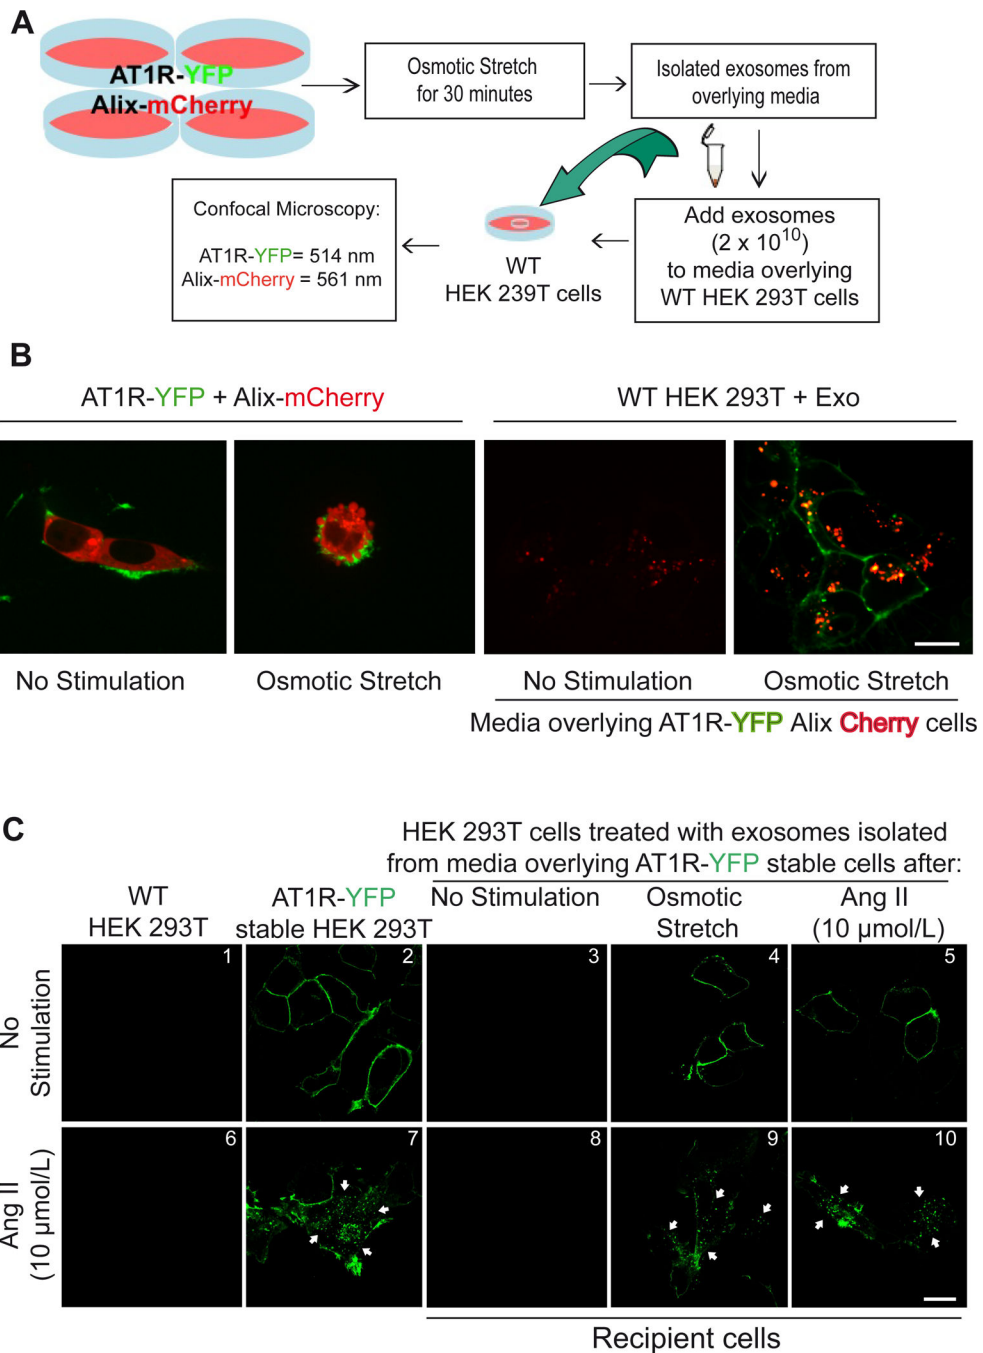 A
AT1R-YFP
Alix-mCherry
Osmotic Stretch
for 30 minutes
Isolated exosomes from
overlying media
Add exosomes
(2 x 10^10)
to media overlying
WT HEK 293T cells
WT
HEK 239T cells
Confocal Microscopy:
AT1R-YFP= 514 nm
Alix-mCherry = 561 nm
B
AT1R-YFP + Alix-mCherry
WT HEK 293T + Exo
No Stimulation
Osmotic Stretch
No Stimulation
Osmotic Stretch
Media overlying AT1R-YFP Alix Cherry cells
C
HEK 293T cells treated with exosomes isolated
from media overlying AT1R-YFP stable cells after:
WT
HEK 293T
AT1R-YFP
stable HEK 293T
No Stimulation
Osmotic
Stretch
Ang II
(10 µmol/L)
No
Stimulation
1
2
3
4
5
Ang II
(10 µmol/L)
6
7
8
9
10
Recipient cells